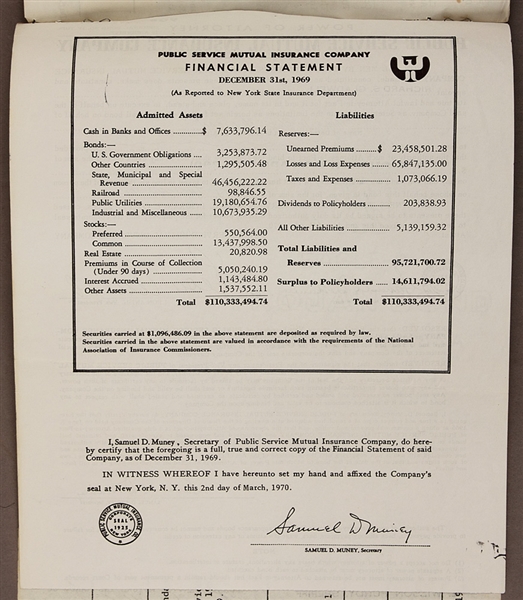 PUBLIC SERVICE MUTUAL INSURANCE COMPANY
FINANCIAL STATEMENT
DECEMBER 31st, 1969
(As Reported to New York State Insurance Department)
Admitted Assets
Cash in Banks and Offices ............$ 7,633,796.14
Bonds:—
U. S. Government Obligations .... 3,253,873.72
Other Countries ........................ 1,295,505.48
State, Municipal and Special
Revenue ................................ 46,456,222.22
Railroad .................................... 98,846.55
Public Utilities .......................... 19,180,654.76
Industrial and Miscellaneous ...... 10,673,935.29
Stocks:—
Preferred .................................. 550,564.00
Common .................................. 13,437,998.50
Real Estate .................................. 20,820.98
Premiums in Course of Collection
(Under 90 days) ...................... 5,050,240.19
Interest Accrued .......................... 1,143,484.80
Other Assets ................................ 1,537,552.11
Total $110,333,494.74
Liabilities
Reserves:—
Unearned Premiums ........$ 23,458,501.28
Losses and Loss Expenses .. 65,847,135.00
Taxes and Expenses .......... 1,073,066.19
Dividends to Policyholders .......... 203,838.93
All Other Liabilities .................. 5,139,159.32
Total Liabilities and
Reserves ........................ 95,721,700.72
Surplus to Policyholders ...... 14,611,794.02
Total $110,333,494.74
Securities carried at $1,096,486.09 in the above statement are deposited as required by law.
Securities carried in the above statement are valued in accordance with the requirements of the National
Association of Insurance Commissioners.
I, Samuel D. Muney, Secretary of Public Service Mutual Insurance Company, do here-
by certify that the foregoing is a full, true and correct copy of the Financial Statement of said
Company, as of December 31, 1969.
IN WITNESS WHEREOF I have hereunto set my hand and affixed the Company's
seal at New York, N. Y. this 2nd day of March, 1970.
PUBLIC SERVICE MUTUAL INSURANCE CO.
CORPORATE
SEAL
1925
NEW YORK
Samuel D Muney
SAMUEL D. MUNEY, Secretary